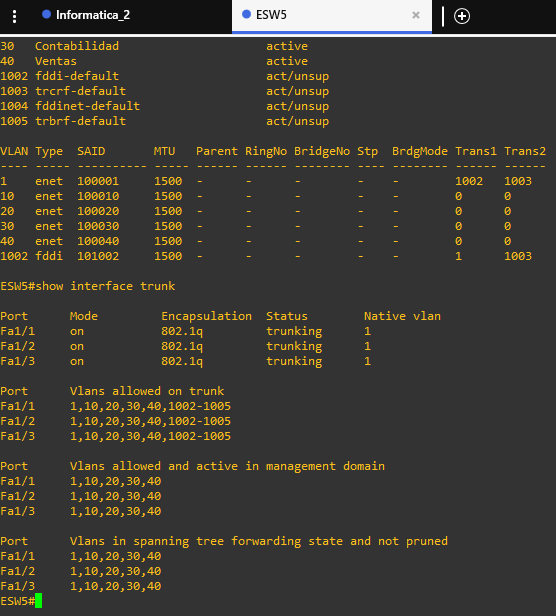 Informatica_2
ESW5
30   Contabilidad                     active
40   Ventas                           active
1002 fddi-default                     act/unsup
1003 trcrf-default                    act/unsup
1004 fddinet-default                  act/unsup
1005 trbrf-default                    act/unsup
VLAN Type  SAID       MTU   Parent RingNo BridgeNo Stp  BrdgMode Trans1 Trans2
---- ----- ---------- ----- ------ ------ -------- ---- -------- ------ ------
1    enet  100001     1500  -      -      -        -    -        1002   1003
10   enet  100010     1500  -      -      -        -    -        0      0
20   enet  100020     1500  -      -      -        -    -        0      0
30   enet  100030     1500  -      -      -        -    -        0      0
40   enet  100040     1500  -      -      -        -    -        0      0
1002 fddi  101002     1500  -      -      -        -    -        1      1003
ESW5#show interface trunk
Port      Mode         Encapsulation  Status        Native vlan
Fa1/1     on           802.1q         trunking      1
Fa1/2     on           802.1q         trunking      1
Fa1/3     on           802.1q         trunking      1
Port      Vlans allowed on trunk
Fa1/1     1,10,20,30,40,1002-1005
Fa1/2     1,10,20,30,40,1002-1005
Fa1/3     1,10,20,30,40,1002-1005
Port      Vlans allowed and active in management domain
Fa1/1     1,10,20,30,40
Fa1/2     1,10,20,30,40
Fa1/3     1,10,20,30,40
Port      Vlans in spanning tree forwarding state and not pruned
Fa1/1     1,10,20,30,40
Fa1/2     1,10,20,30,40
Fa1/3     1,10,20,30,40
ESW5#